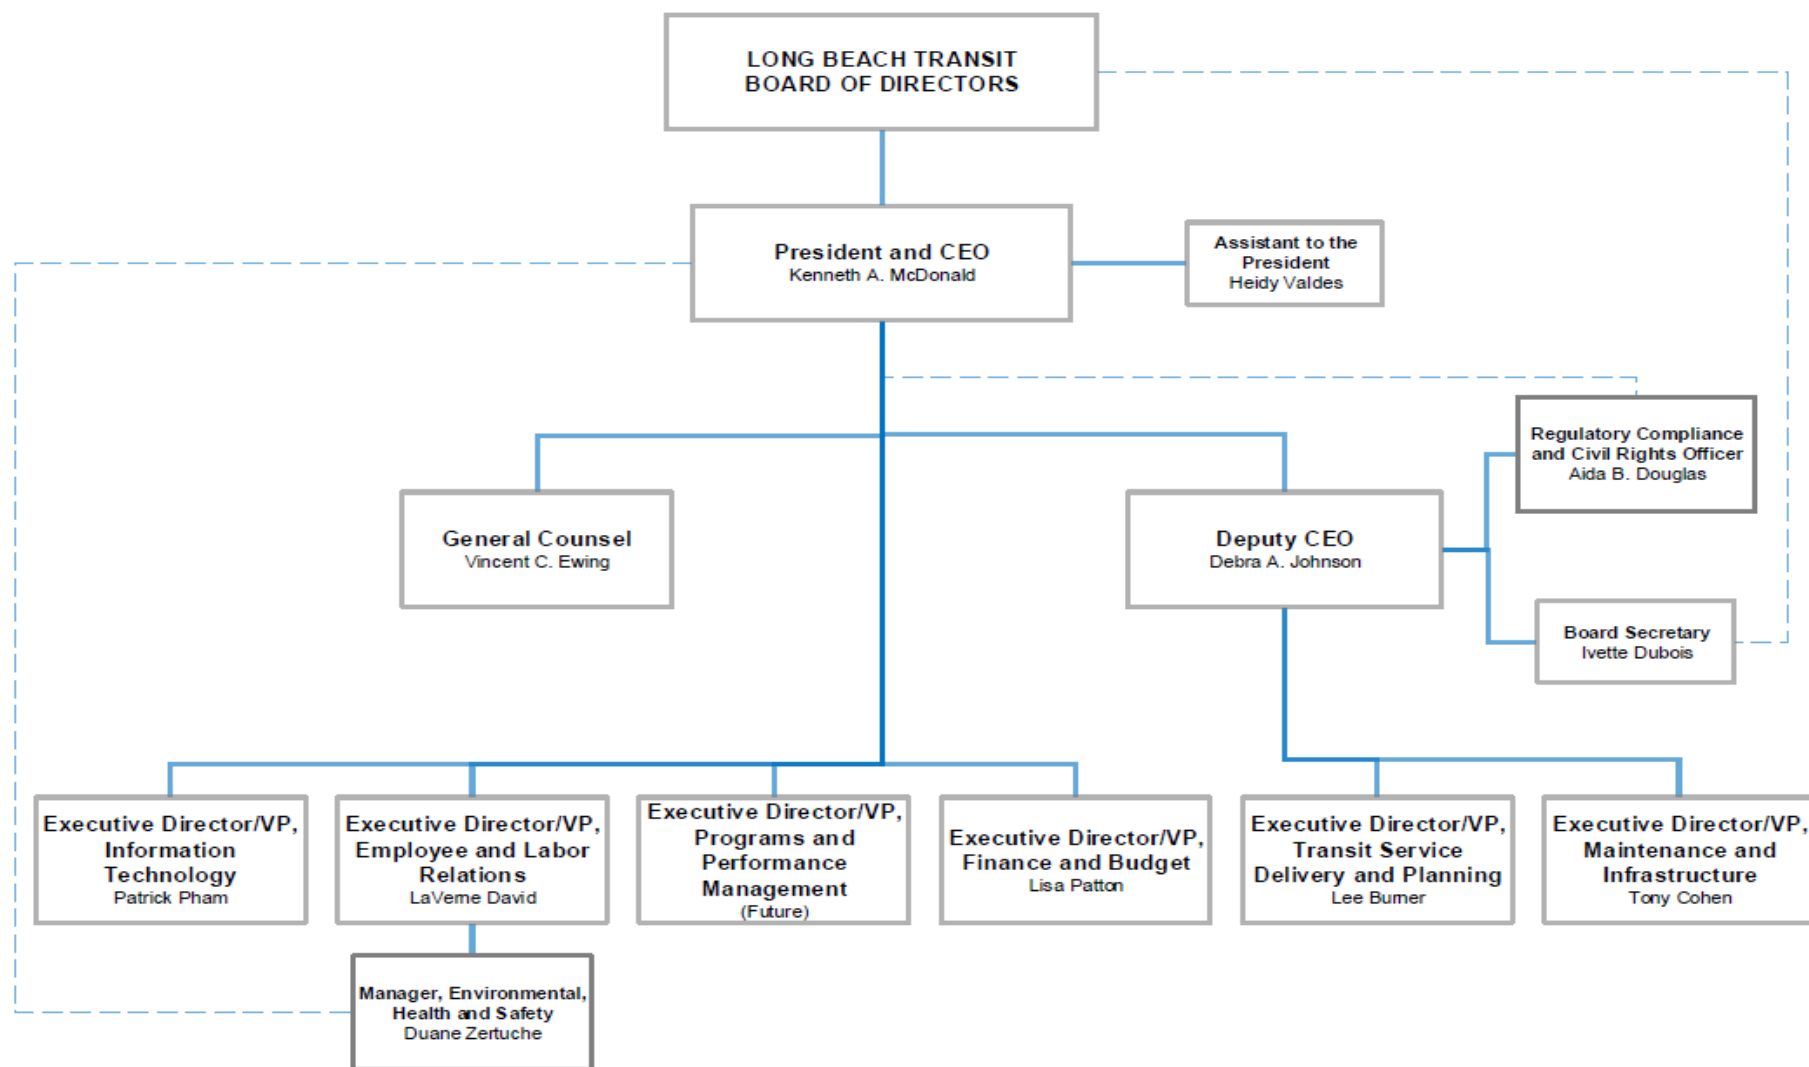 LONG BEACH TRANSIT
BOARD OF DIRECTORS
President and CEO
Kenneth A. McDonald
Assistant to the
President
Heidy Valdes
Regulatory Compliance
and Civil Rights Officer
Aida B. Douglas
General Counsel
Vincent C. Ewing
Deputy CEO
Debra A. Johnson
Board Secretary
Ivette Dubois
Executive Director/VP,
Information
Technology
Patrick Pham
Executive Director/VP,
Employee and Labor
Relations
LaVerne David
Executive Director/VP,
Programs and
Performance
Management
(Future)
Executive Director/VP,
Finance and Budget
Lisa Patton
Executive Director/VP,
Transit Service
Delivery and Planning
Lee Burner
Executive Director/VP,
Maintenance and
Infrastructure
Tony Cohen
Manager, Environmental,
Health and Safety
Duane Zertuche